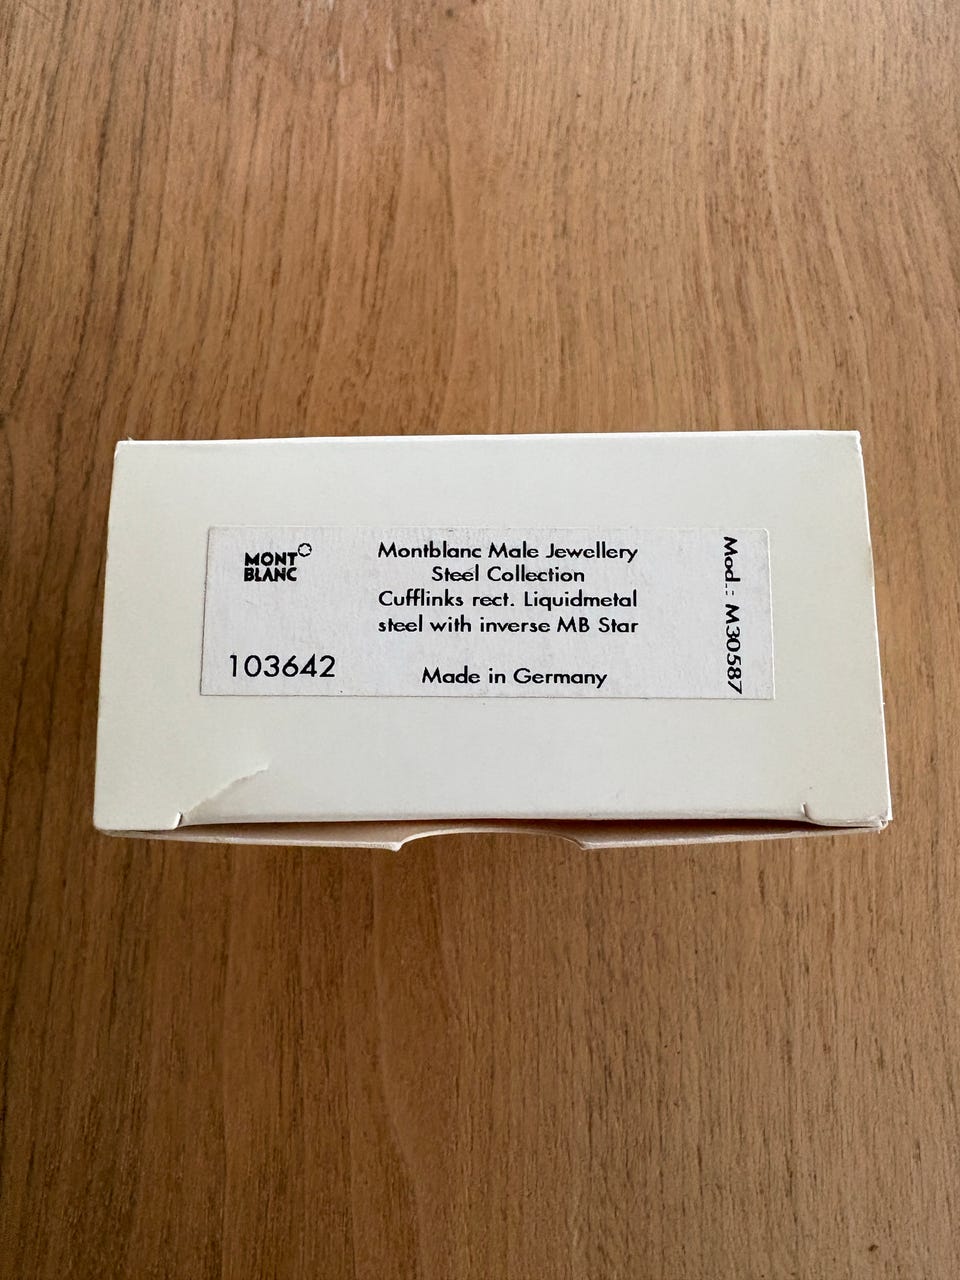 MONT
BLANC
Montblanc Male Jewellery
Steel Collection
Cufflinks rect. Liquidmetal
steel with inverse MB Star
103642
Made in Germany
Mod.: M30587